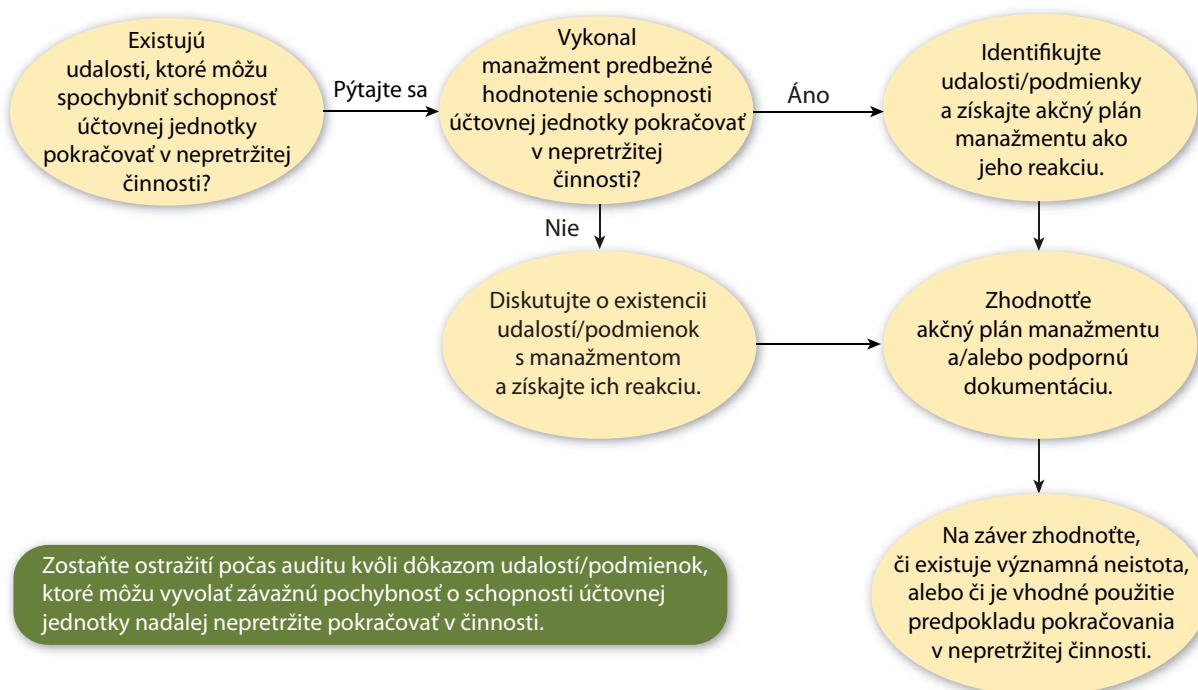 Existujú
udalosti, ktoré môžu
spochybniť schopnosť
účtovnej jednotky
pokračovať v nepretržitej
činnosti?
Pýtajte sa
Vykonal
manažment predbežné
hodnotenie schopnosti
účtovnej jednotky pokračovať
v nepretržitej
činnosti?
Áno
Identifikujte
udalosti/podmienky
a získajte akčný plán
manažmentu ako
jeho reakciu.
Nie
Diskutujte o existencii
udalostí/podmienok
s manažmentom
a získajte ich reakciu.
Zhodnotťe
akčný plán manažmentu
a/alebo podpornú
dokumentáciu.
Na záver zhodnoťte,
či existuje významná neistota,
alebo či je vhodné použitie
predpokladu pokračovania
v nepretržitej činnosti.
Zostaňte ostražití počas auditu kvôli dôkazom udalostí/podmienok,
ktoré môžu vyvolať závažnú pochybnosť o schopnosti účtovnej
jednotky naďalej nepretržite pokračovať v činnosti.